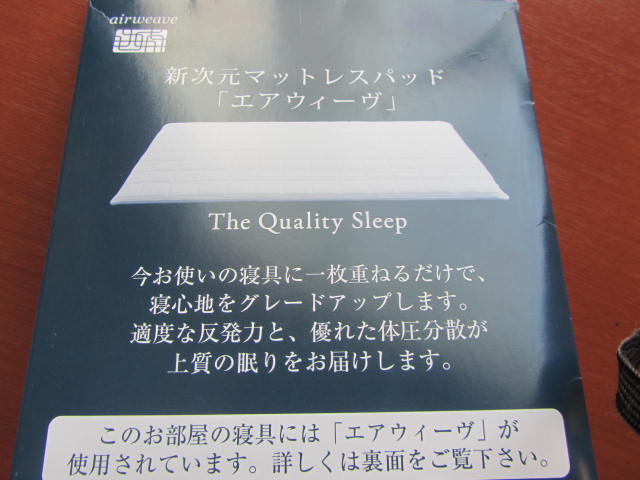 airweave
新次元マットレスパッド
「エアウィーヴ」
The Quality Sleep
今お使いの寝具に一枚重ねるだけで、
寝心地をグレードアップします。
適度な反発力と、優れた体圧分散が
上質の眠りをお届けします。
このお部屋の寝具には「エアウィーヴ」が
使用されています。詳しくは裏面をご覧下さい。